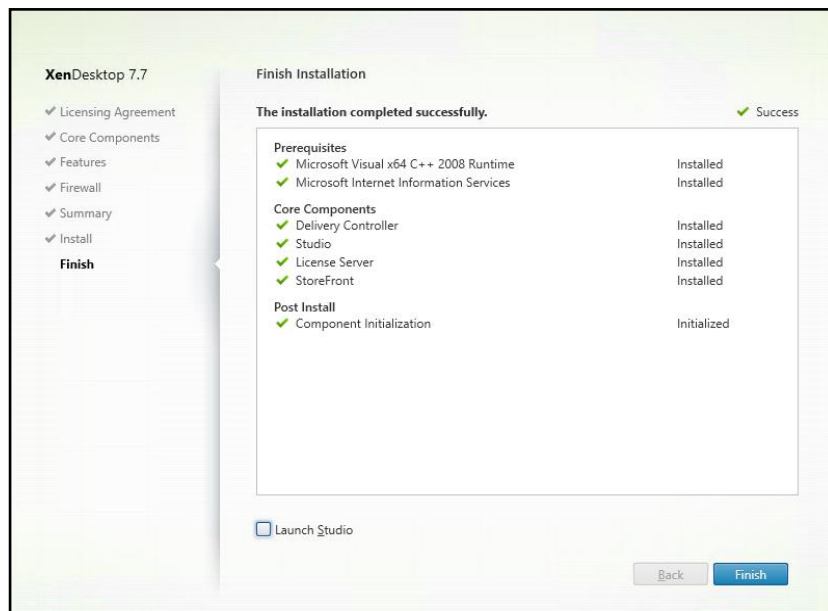 XenDesktop 7.7
Licensing Agreement
Core Components
Features
Firewall
Summary
Install
Finish
Finish Installation
The installation completed successfully.
Success
Prerequisites
Microsoft Visual x64 C++ 2008 Runtime Installed
Microsoft Internet Information Services Installed
Core Components
Delivery Controller Installed
Studio Installed
License Server Installed
StoreFront Installed
Post Install
Component Initialization Initialized
Launch Studio
Back Finish